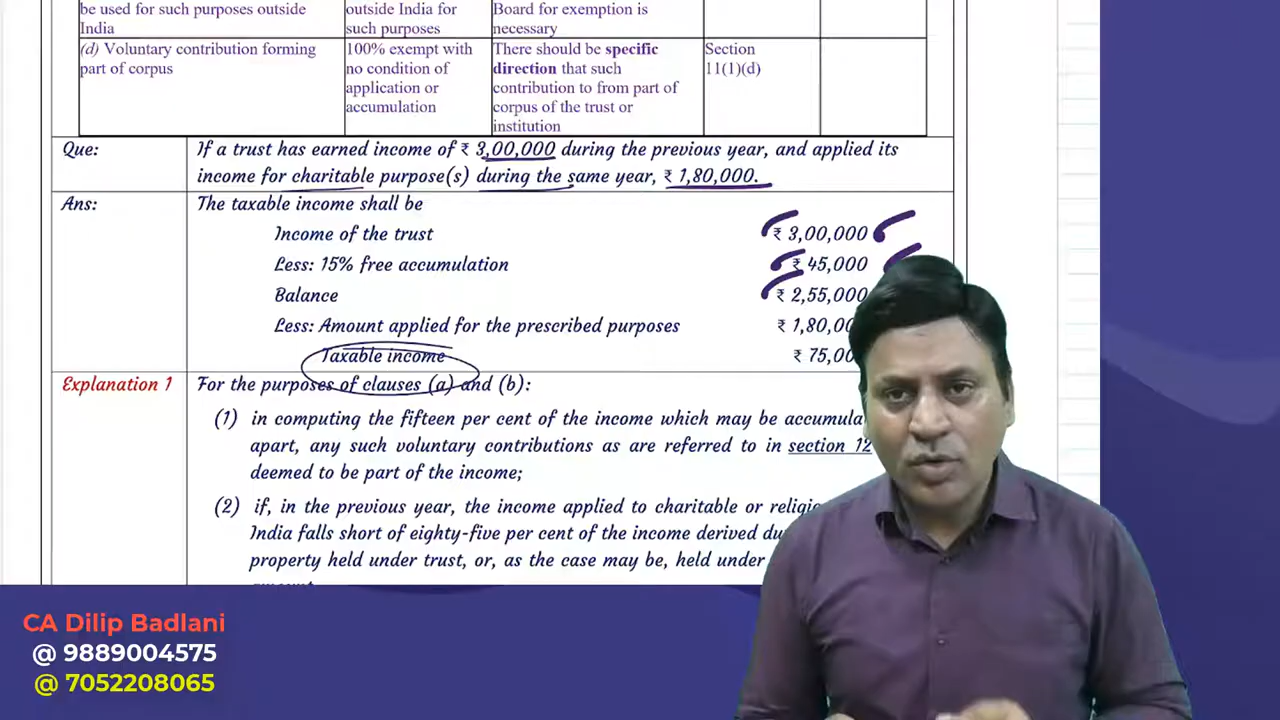 be used for such purposes outside India
outside India for such purposes
Board for exemption is necessary
(d) Voluntary contribution forming part of corpus
100% exempt with no condition of application or accumulation
There should be specific direction that such contribution to from part of corpus of the trust or institution
Section 11(1)(d)
Que:
If a trust has earned income of ₹ 3,00,000 during the previous year, and applied its
income for charitable purpose(s) during the same year, ₹ 1,80,000.
Ans:
The taxable income shall be
Income of the trust ₹ 3,00,000
Less: 15% free accumulation ₹ 45,000
Balance ₹ 2,55,000
Less: Amount applied for the prescribed purposes ₹ 1,80,00
Taxable income ₹ 75,00
Explanation 1
For the purposes of clauses (a) and (b):
(1) in computing the fifteen per cent of the income which may be
apart, any such voluntary contributions as are referred to in section 12
deemed to be part of the income;
(2) if, in the previous year, the income applied to charitable or
India falls short of eighty-five per cent of the income derived
property held under trust, or, as the case may be, held under
CA Dilip Badlani
@ 9889004575
@ 7052208065